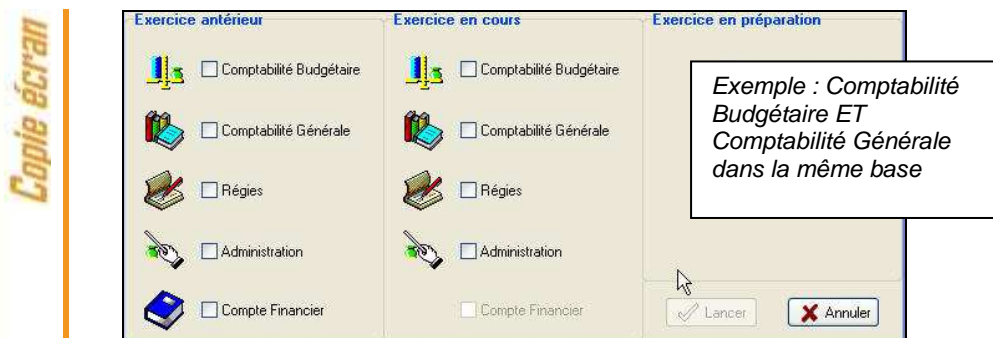 Copie écran
Exercice antérieur
Comptabilité Budgétaire
Comptabilité Générale
Régies
Administration
Compte Financier
Exercice en cours
Comptabilité Budgétaire
Comptabilité Générale
Régies
Administration
Compte Financier
Exercice en préparation
Exemple : Comptabilité
Budgétaire ET
Comptabilité Générale
dans la même base
Lancer
Annuler